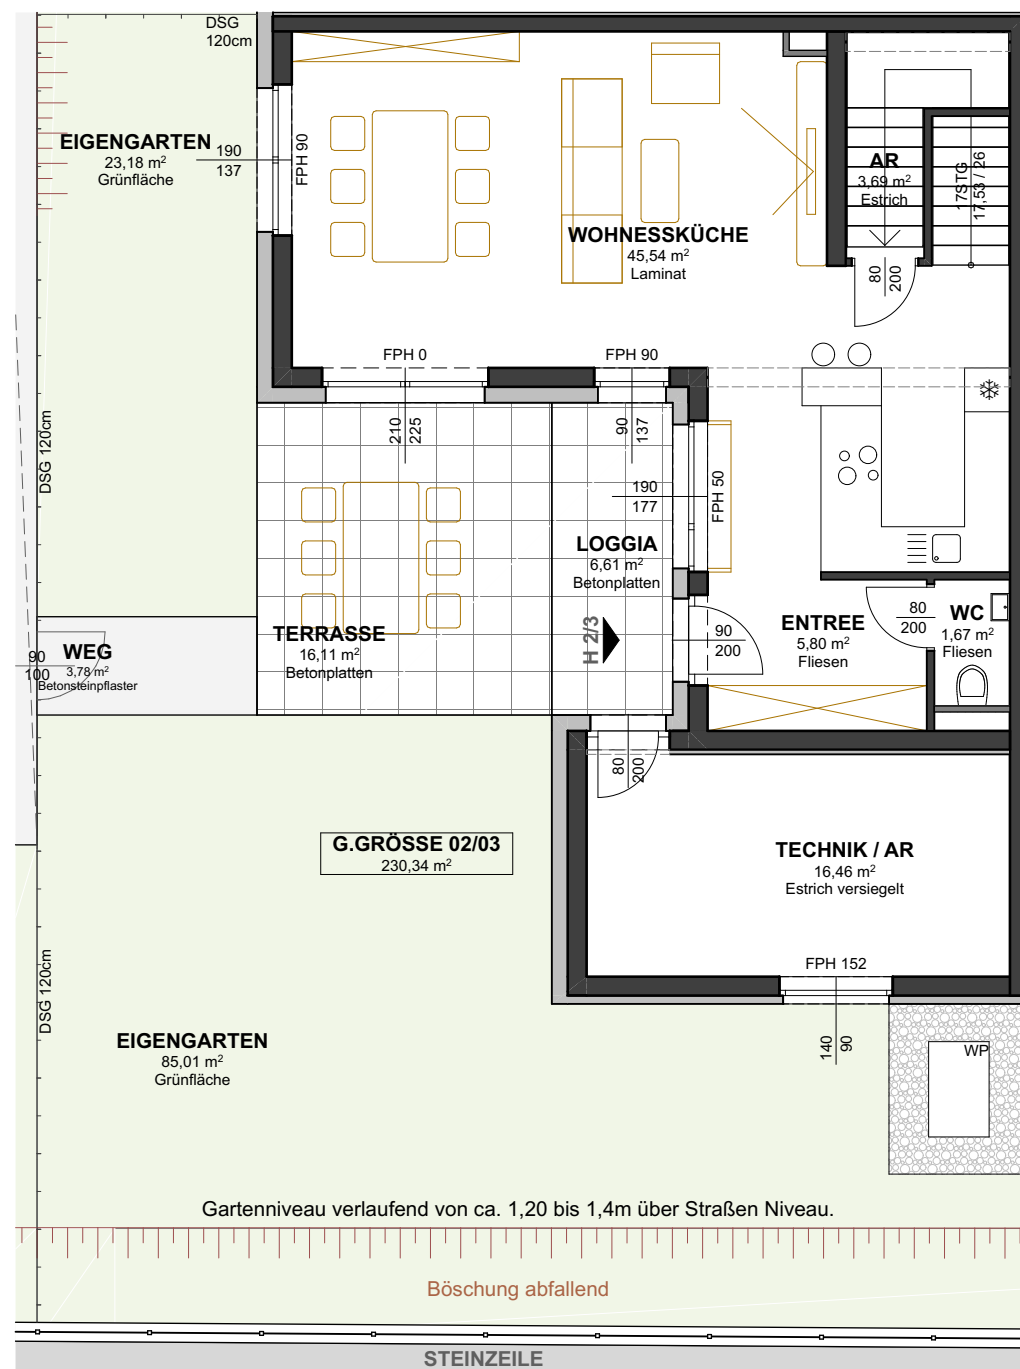 DSG
120cm
EIGENGARTEN
23,18 m²
Grünfläche
190
137
FPH 90
WOHNESSKÜCHE
45,54 m²
Laminat
AR
3,69 m²
Estrich
17STG
17,53 / 26
80
200
FPH 0
FPH 90
210
225
90
137
DSG 120cm
190
177
FPH 50
LOGGIA
6,61 m²
Betonplatten
H 2/3
TERRASSE
16,11 m²
Betonplatten
90
200
ENTREE
5,80 m²
Fliesen
80
200
WC
1,67 m²
Fliesen
90
100
WEG
3,78 m²
Betonsteinpflaster
80
200
G.GRÖSSE 02/03
230,34 m²
TECHNIK / AR
16,46 m²
Estrich versiegelt
FPH 152
DSG 120cm
140
90
EIGENGARTEN
85,01 m²
Grünfläche
WP
Gartenniveau verlaufend von ca. 1,20 bis 1,4m über Straßen Niveau.
Böschung abfallend
STEINZEILE